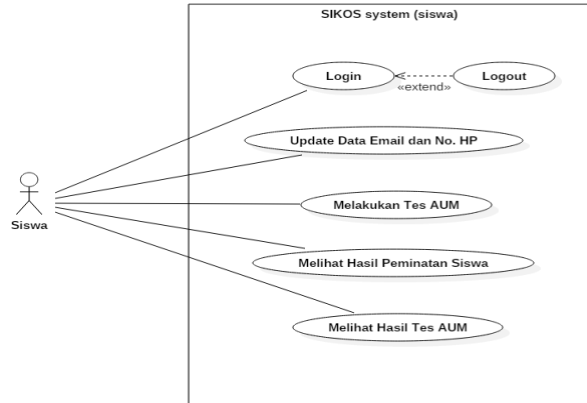 SIKOS system (siswa)
Login
«extend»
Logout
Update Data Email dan No. HP
Siswa
Melakukan Tes AUM
Melihat Hasil Peminatan Siswa
Melihat Hasil Tes AUM